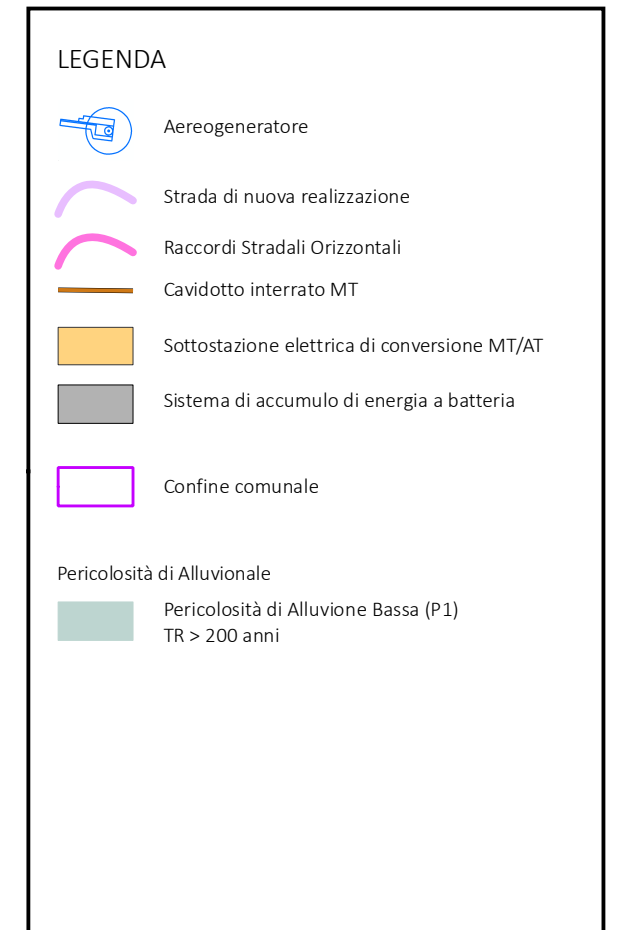 LEGENDA
Aereogeneratore
Strada di nuova realizzazione
Raccordi Stradali Orizzontali
Cavidotto interrato MT
Sottostazione elettrica di conversione MT/AT
Sistema di accumulo di energia a batteria
Confine comunale
Pericolosità di Alluvionale
Pericolosità di Alluvione Bassa (P1)
TR > 200 anni